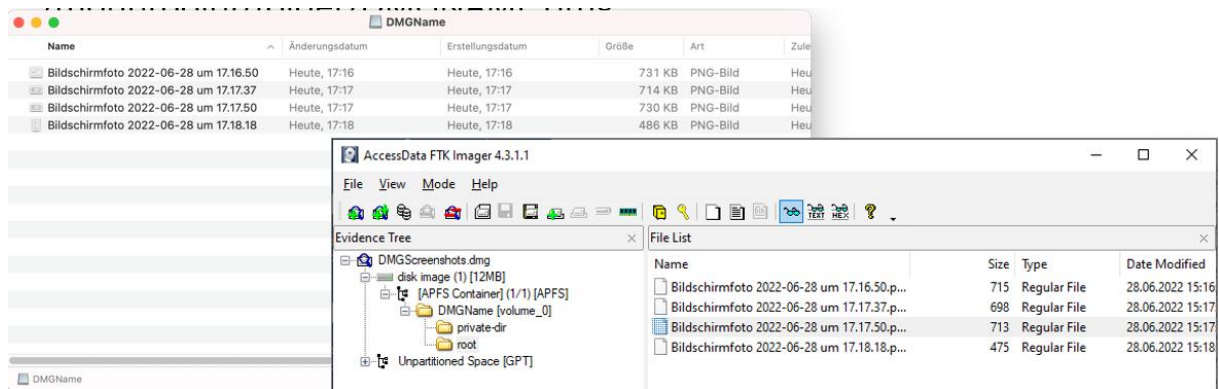 DMGName
Name Änderungsdatum Erstellungsdatum Größe Art Zule
Bildschirmfoto 2022-06-28 um 17.16.50 Heute, 17:16 Heute, 17:16 731 KB PNG-Bild Heu
Bildschirmfoto 2022-06-28 um 17.17.37 Heute, 17:17 Heute, 17:17 714 KB PNG-Bild Heu
Bildschirmfoto 2022-06-28 um 17.17.50 Heute, 17:17 Heute, 17:17 730 KB PNG-Bild Heu
Bildschirmfoto 2022-06-28 um 17.18.18 Heute, 17:18 Heute, 17:18 486 KB PNG-Bild Heu
DMGName
AccessData FTK Imager 4.3.1.1
File View Mode Help
TEXT HEX
Evidence Tree
DMGScreenshots.dmg
disk image (1) [12MB]
[APFS Container] (1/1) [APFS]
DMGName [volume_0]
private-dir
root
Unpartitioned Space [GPT]
File List
Name Size Type Date Modified
Bildschirmfoto 2022-06-28 um 17.16.50.p... 715 Regular File 28.06.2022 15:16
Bildschirmfoto 2022-06-28 um 17.17.37.p... 698 Regular File 28.06.2022 15:17
Bildschirmfoto 2022-06-28 um 17.17.50.p... 713 Regular File 28.06.2022 15:17
Bildschirmfoto 2022-06-28 um 17.18.18.p... 475 Regular File 28.06.2022 15:18